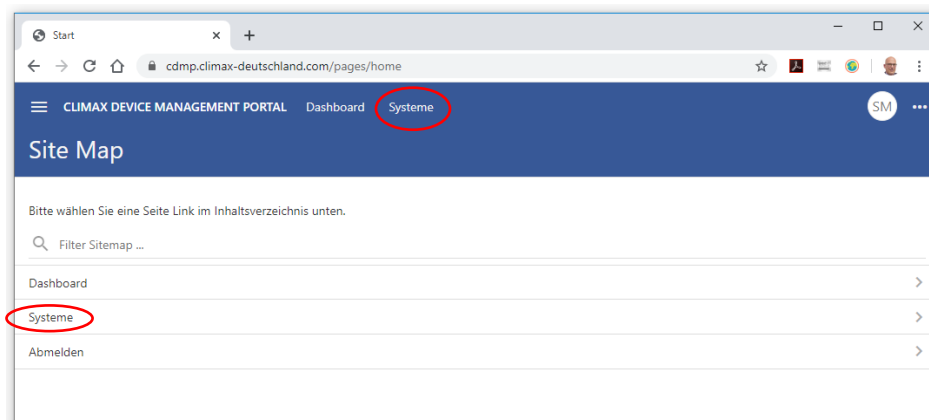 Start
cdmp.climax-deutschland.com/pages/home
CLIMAX DEVICE MANAGEMENT PORTAL Dashboard Systeme SM
Site Map
Bitte wählen Sie eine Seite Link im Inhaltsverzeichnis unten.
Filter Sitemap ...
Dashboard
Systeme
Abmelden